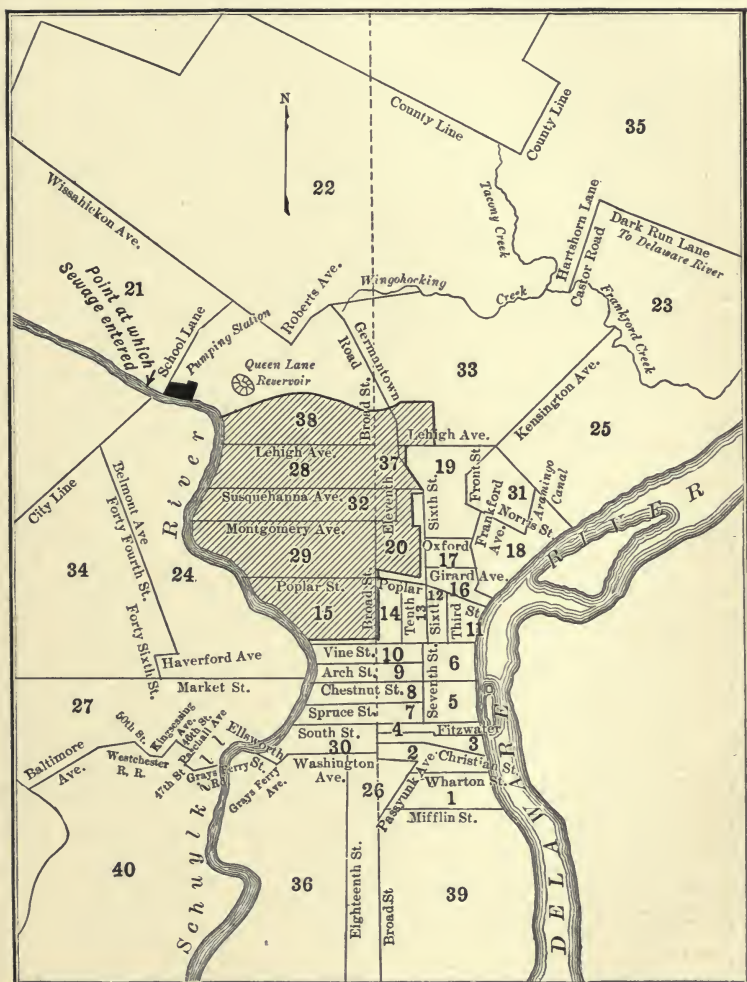 County Line
County Line
35
N
22
Tacony Creek
Hartshorn Lane
Castor Road
Dark Run Lane
To Delaware River
Wissahickon Ave.
21
Point at which
Sewage entered
School Lane
Pumping Station
Roberts Ave.
Wingohocking
Creek
Frankford Creek
23
Queen Lane
Reservoir
Germantown
Road
Broad St.
33
Kensington Ave.
25
38
Lehigh Ave.
Lehigh Ave.
28
37
19
Front St.
31
Aramingo
Canal
City Line
Belmont Ave
Forty Fourth St.
Forty Sixth St.
34
24
River
Susquehanna Ave.
32
Eleventh
Sixth St.
Frankford
Ave.
Norris St.
18
Montgomery Ave.
29
20
Oxford
17
Girard Ave.
16
RIVER
Poplar St.
15
Broad St.
Poplar
14
Tenth
13
12
Sixth
Third
St.
11
Haverford Ave
Market St.
27
Vine St.
10
Arch St.
9
Chestnut St.
8
Spruce St.
7
Seventh St.
6
5
South St.
4
Fitzwater
30
3
Washington
Ave.
2
Christian St.
Passyunk Ave
Wharton St.
1
Mifflin St.
26
50th St.
Kingsessing
Ave.
46th St.
Paschall Ave
Ellsworth
St.
Baltimore
Ave.
Westchester
R. R.
47th St.
Grays Ferry
Rd
Grays Ferry
Ave.
40
Schuylkill
36
Eighteenth St.
Broad St.
39
DELAWARE